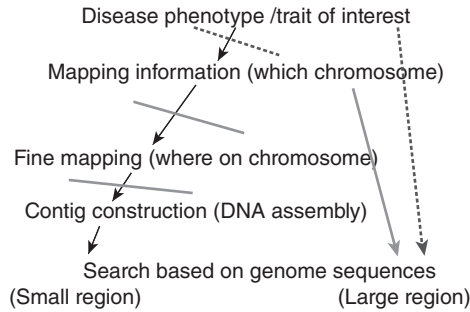 Disease phenotype /trait of interest
Mapping information (which chromosome)
Fine mapping (where on chromosome)
Contig construction (DNA assembly)
Search based on genome sequences
(Small region) (Large region)